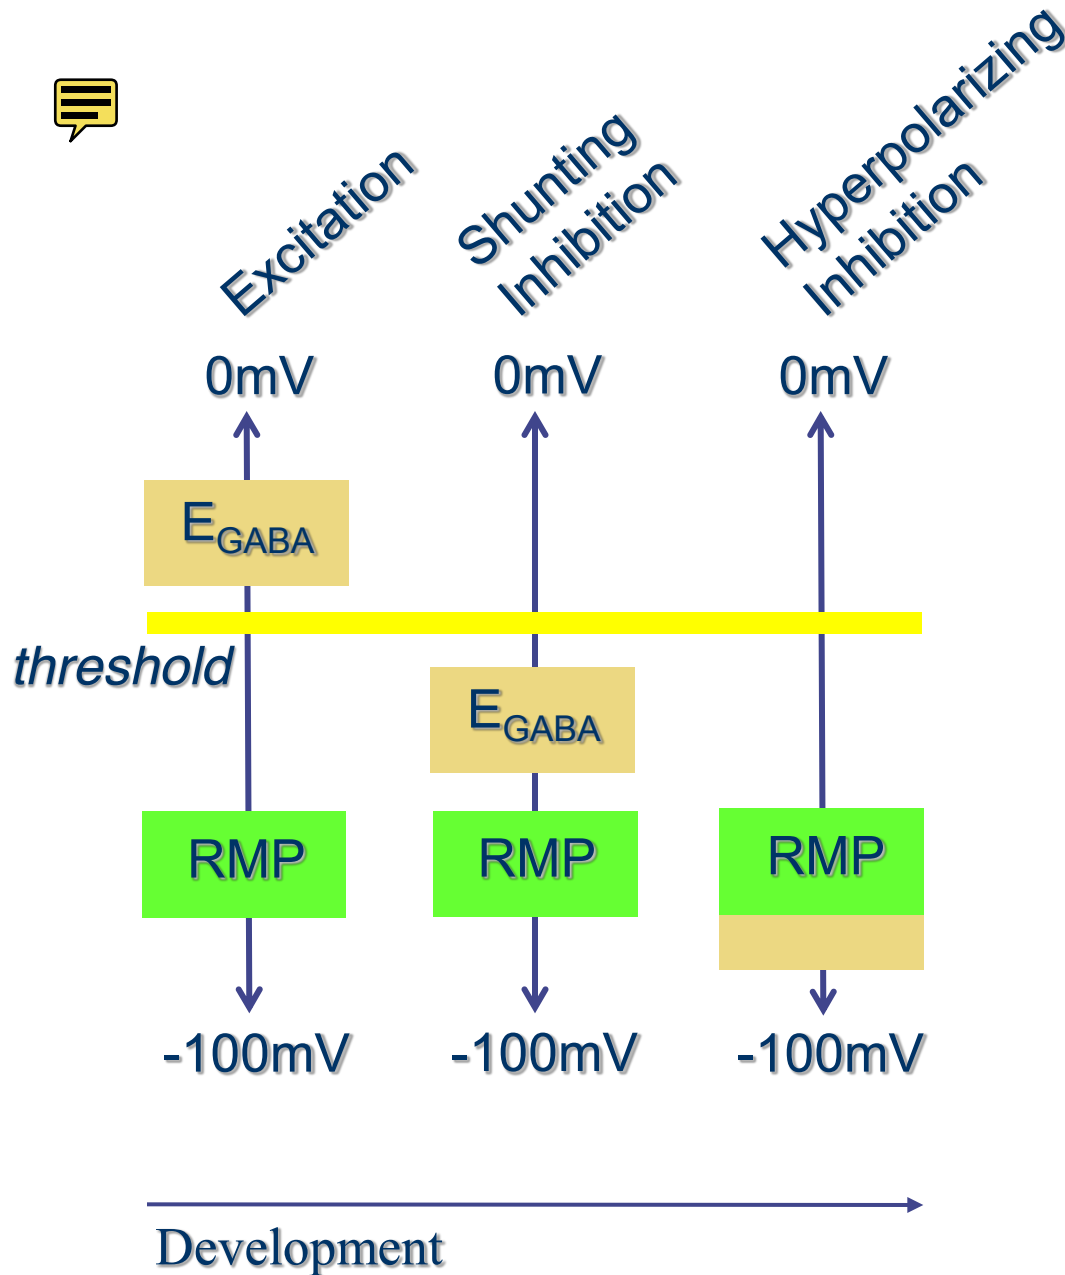 Excitation
Shunting
Inhibition
Hyperpolarizing
Inhibition
0mV
0mV
0mV
EGABA
threshold
EGABA
RMP
RMP
RMP
-100mV
-100mV
-100mV
Development